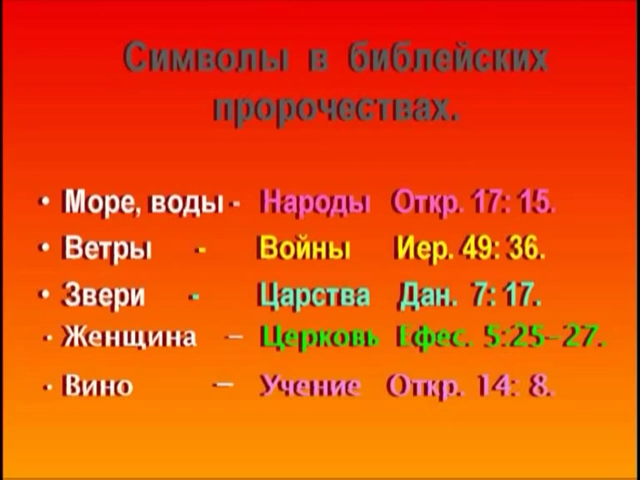 Символы в библейских
пророчествах.
• Море, воды - Народы Откр. 17: 15.
• Ветры - Войны Иер. 49: 36.
• Звери - Царства Дан. 7: 17.
• Женщина – Церковь Ефес. 5:25–27.
• Вино – Учение Откр. 14: 8.